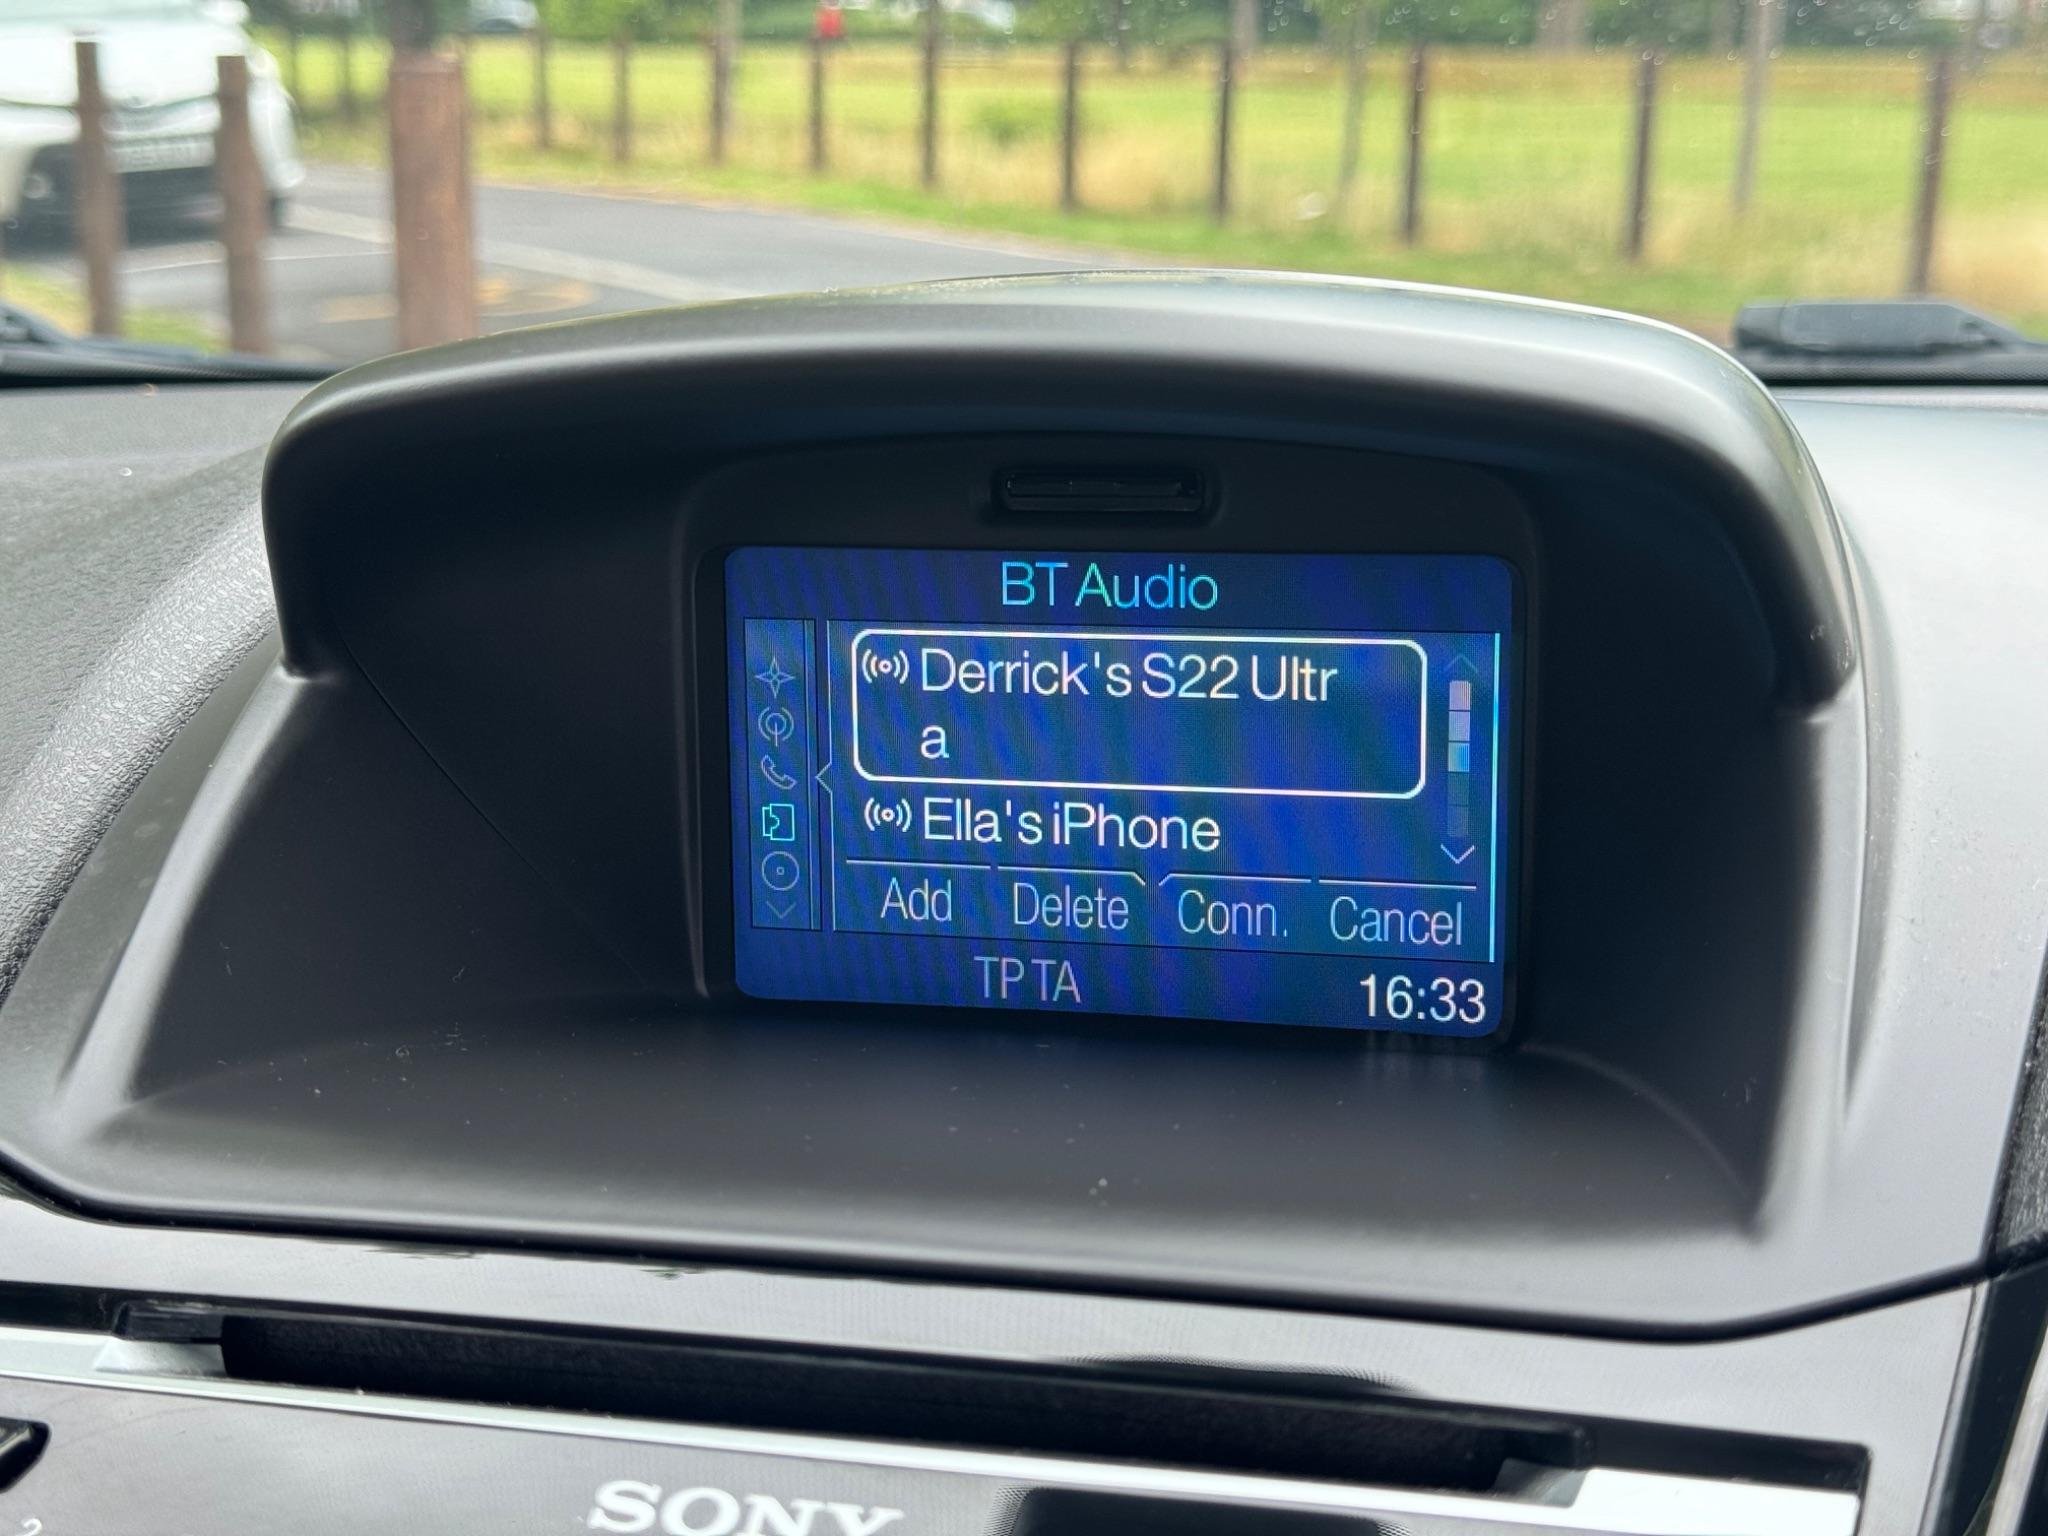 BT Audio
Derrick's S22 Ultr
a
Ella's iPhone
Add Delete Conn. Cancel
TP TA 16:33
SONY